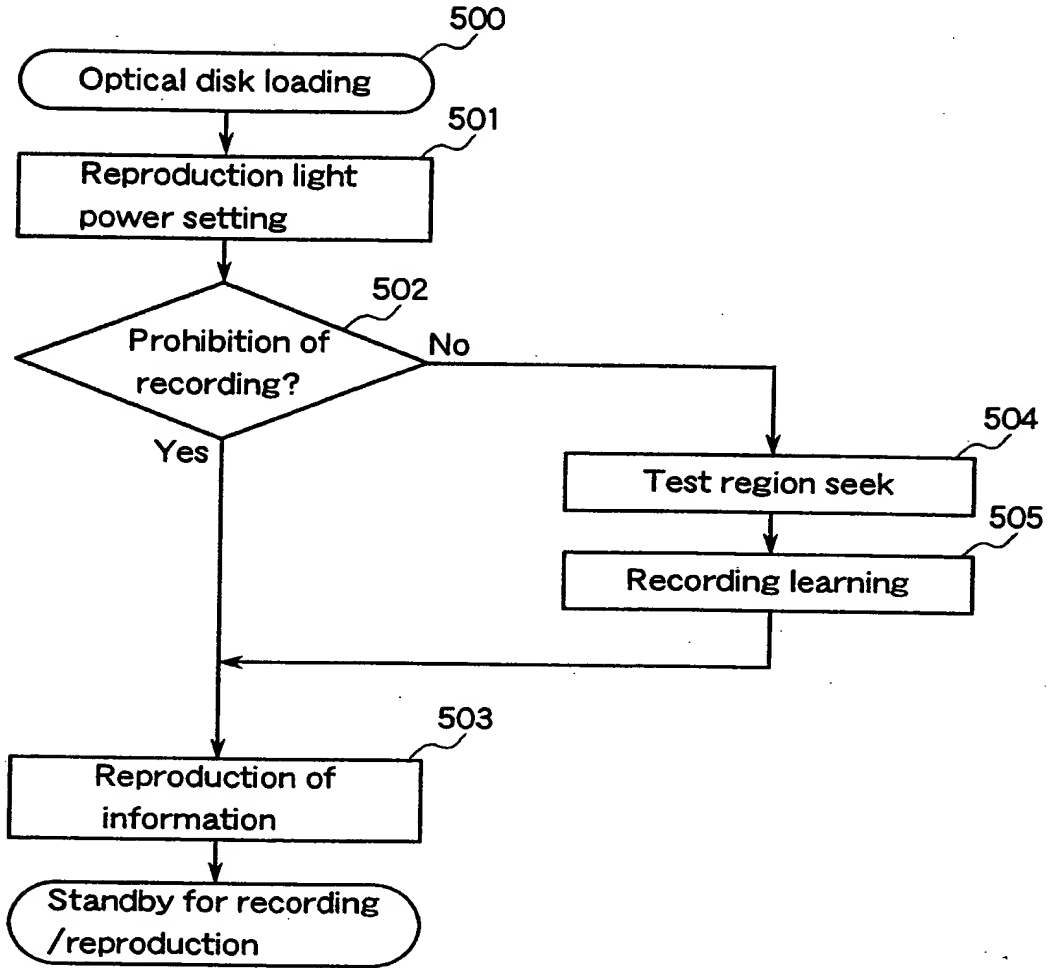 500
Optical disk loading
501
Reproduction light
power setting
502
Prohibition of
recording?
No
Yes
504
Test region seek
505
Recording learning
503
Reproduction of
information
Standby for recording
/reproduction